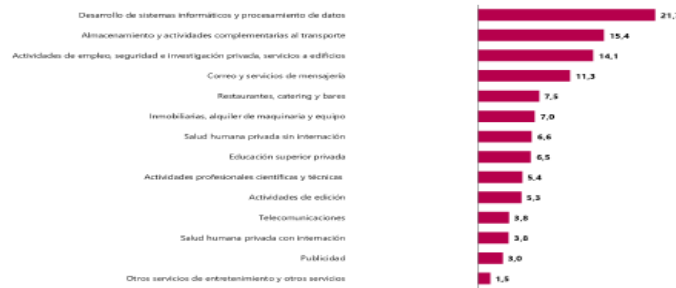 Desarrollo de sistemas informáticos y procesamiento de datos
Almacenamiento y actividades complementarias al transporte 15,4
Actividades de empleo, seguridad e investigación privada, servicios a edificios 14,1
Correo y servicios de mensajería 11,3
Restaurantes, catering y bares 7,5
Inmobiliarias, alquiler de maquinaria y equipo 7,0
Salud humana privada sin internación 6,6
Educación superior privada 6,5
Actividades profesionales científicas y técnicas 5,4
Actividades de edición 5,3
Telecomunicaciones 3,8
Salud humana privada con internación 3,8
Publicidad 3,0
Otros servicios de entretenimiento y otros servicios 1,5